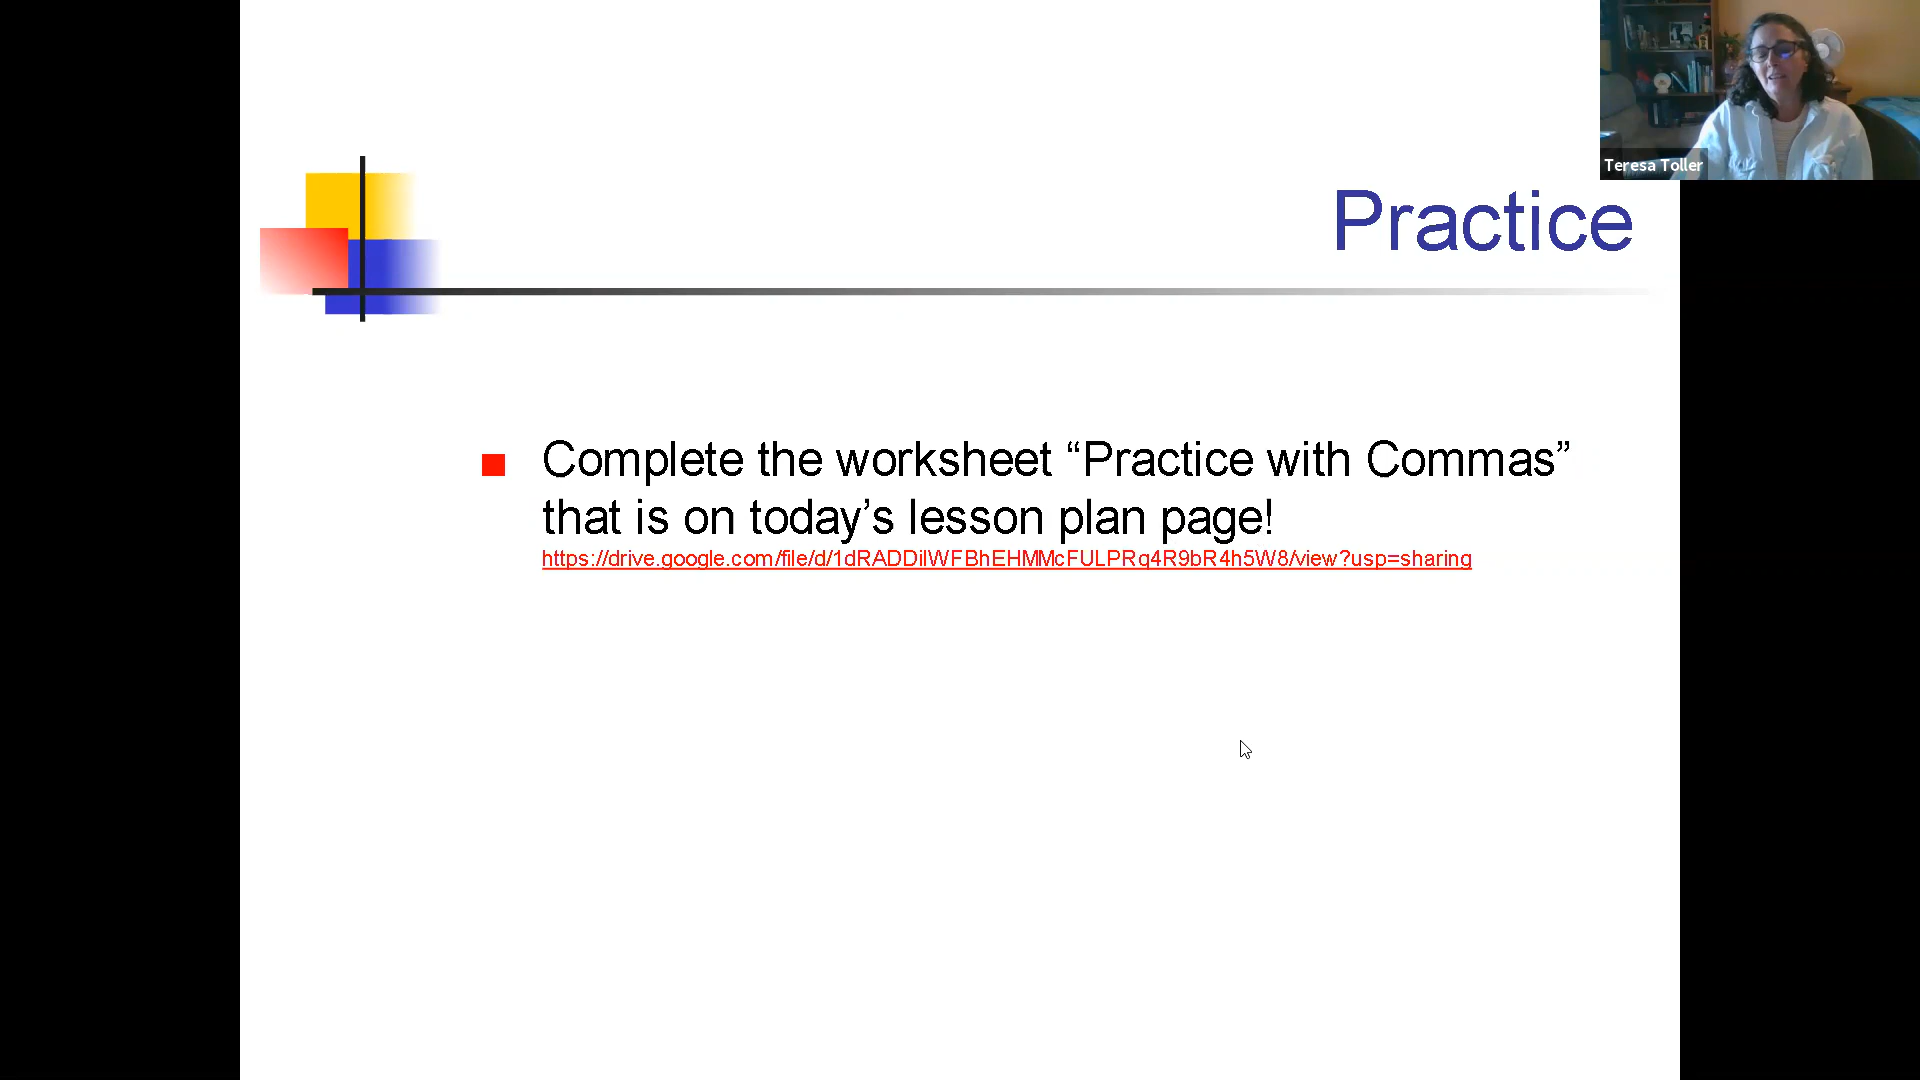 Teresa Toller
Practice
Complete the worksheet “Practice with Commas”
that is on today’s lesson plan page!
https://drive.google.com/file/d/1dRADDilWFBhEHMMcFULPRq4R9bR4h5W8/view?usp=sharing